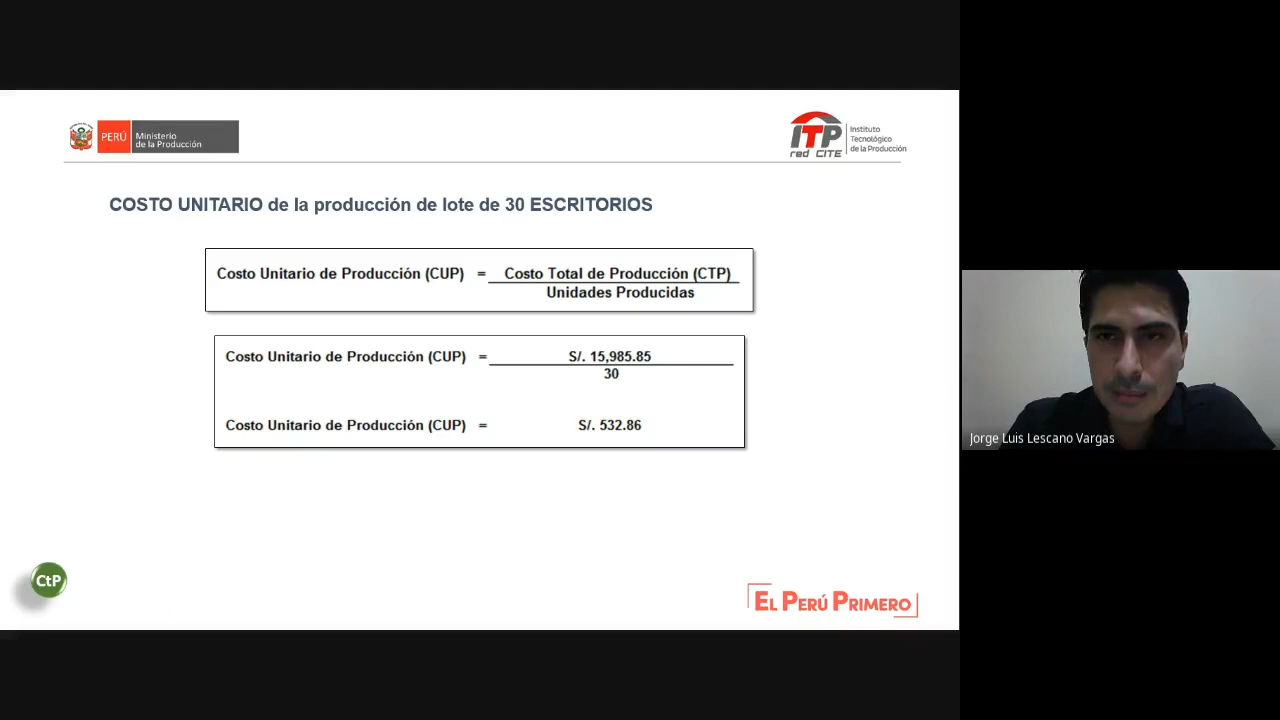 PERÚ
Ministerio
de la Producción
ITP
red CITE
Instituto
Tecnológico
de la Producción
COSTO UNITARIO de la producción de lote de 30 ESCRITORIOS
Costo Unitario de Producción (CUP) = Costo Total de Producción (CTP)
Unidades Producidas
Costo Unitario de Producción (CUP) = S/. 15,985.85
30
Costo Unitario de Producción (CUP) = S/. 532.86
Jorge Luis Lescano Vargas
CtP
EL PERÚ PRIMERO